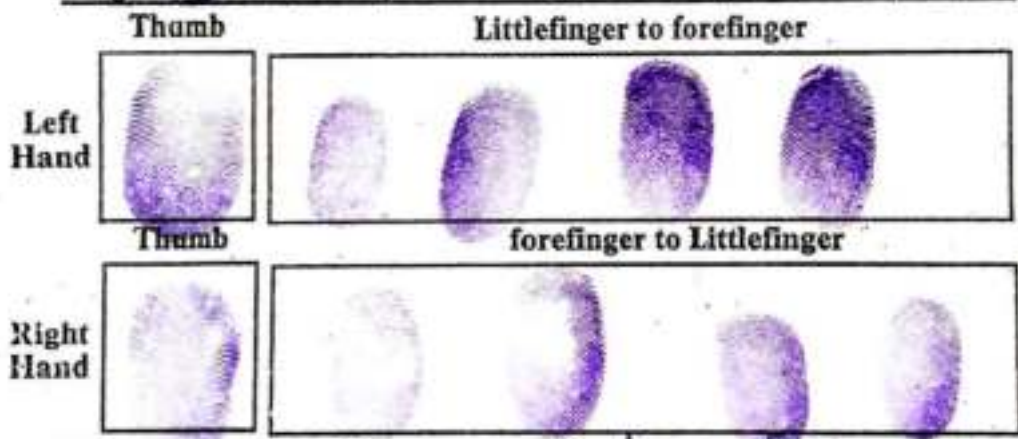 Thumb
Littlefinger to forefinger
Left
Hand
Thumb
forefinger to Littlefinger
Right
Hand